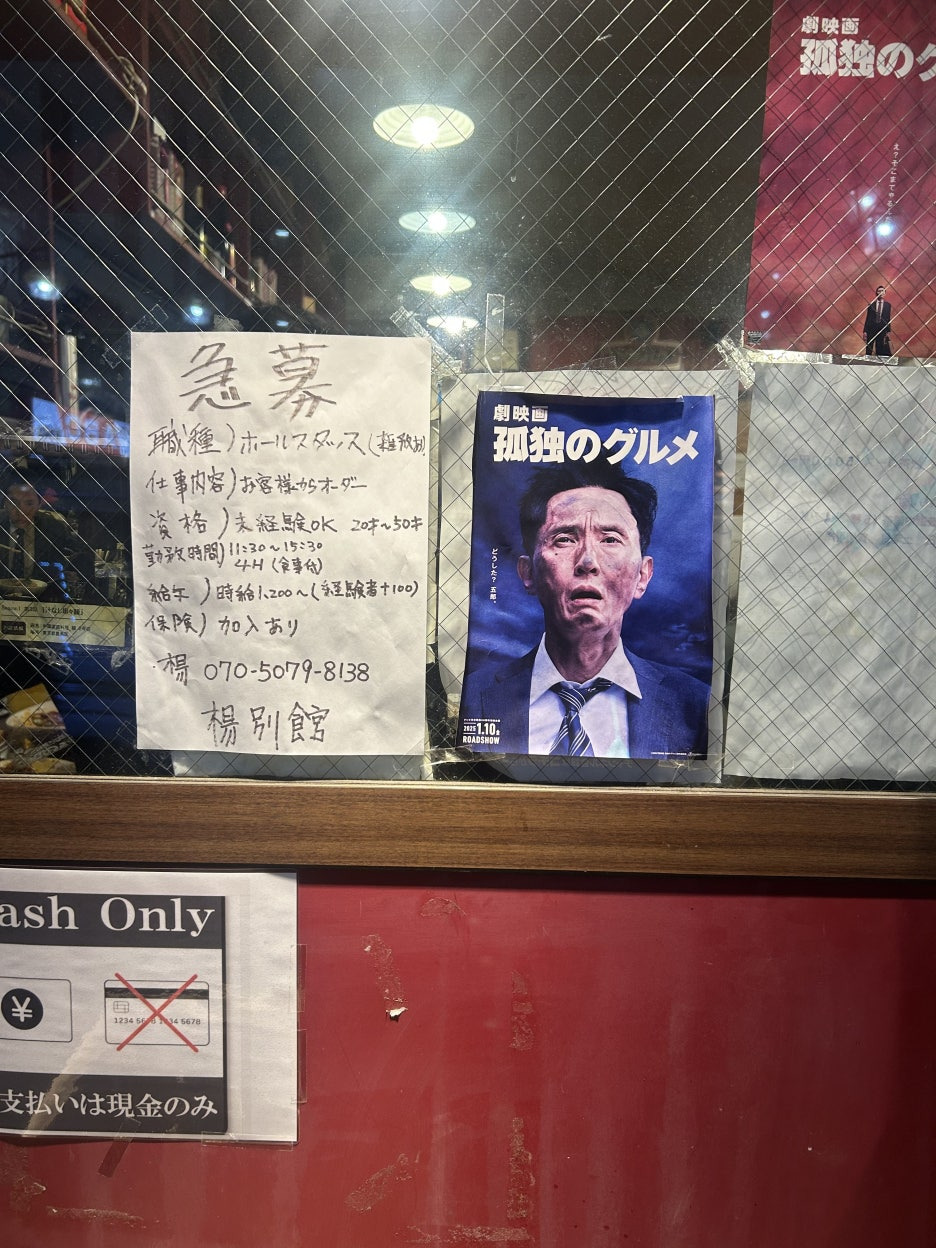 急募
職種)ホールスタッフ(
仕事内容)お客様からオーダー
資格)未経験OK 20才~50才
勤務時間)11:30~15:30
4H(食事付)
給与)時給1.200~(経験者+100)
保険)加入あり
楊 070-5079-8138
楊別館
劇映画
孤独のグルメ
どうした?五郎。
2025 1.10 金
ROADSHOW
劇映画
孤独のグ
ash Only
¥
1234 5678 1234 5678
支払いは現金のみ